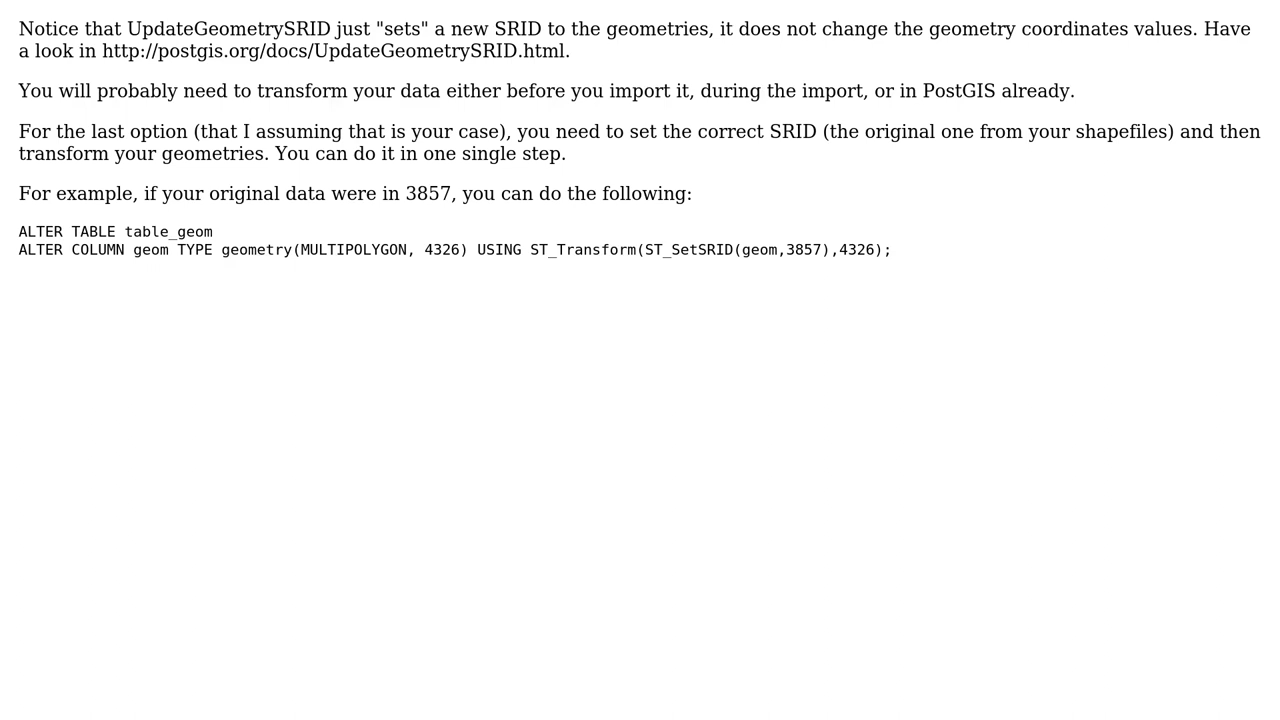 Notice that UpdateGeometrySRID just "sets" a new SRID to the geometries, it does not change the geometry coordinates values. Have
a look in http://postgis.org/docs/UpdateGeometrySRID.html.
You will probably need to transform your data either before you import it, during the import, or in PostGIS already.
For the last option (that I assuming that is your case), you need to set the correct SRID (the original one from your shapefiles) and then
transform your geometries. You can do it in one single step.
For example, if your original data were in 3857, you can do the following:
ALTER TABLE table_geom
ALTER COLUMN geom TYPE geometry(MULTIPOLYGON, 4326) USING ST_Transform(ST_SetSRID(geom,3857),4326);